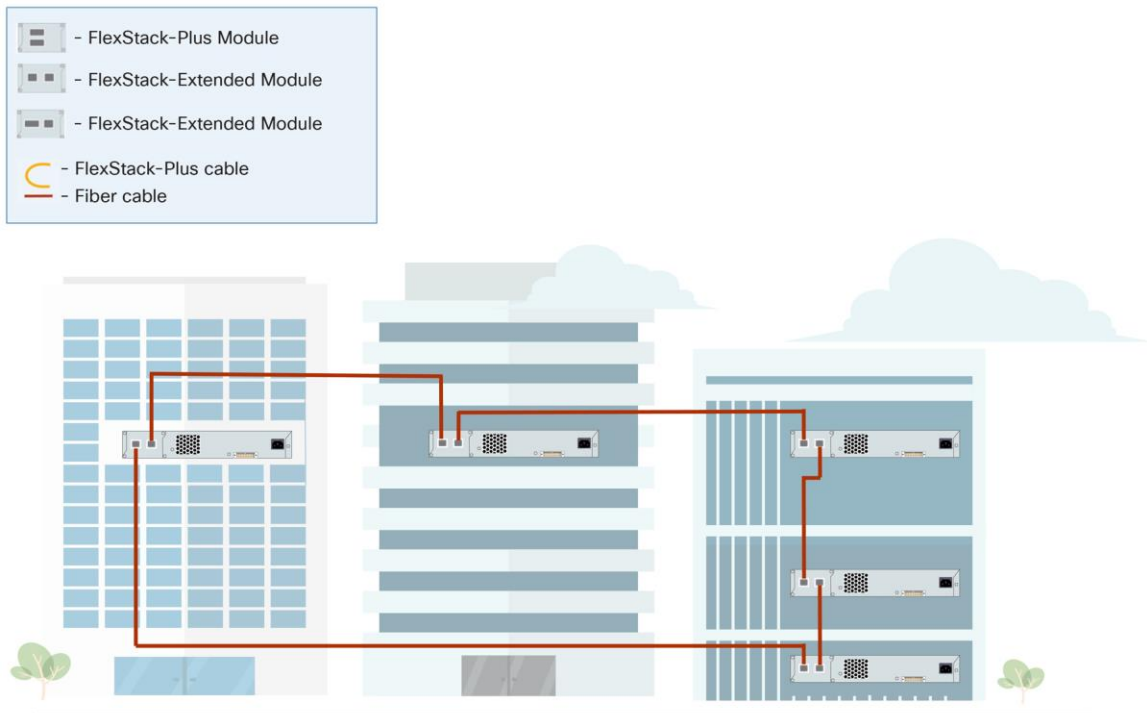 - FlexStack-Plus Module
- FlexStack-Extended Module
- FlexStack-Extended Module
- FlexStack-Plus cable
- Fiber cable